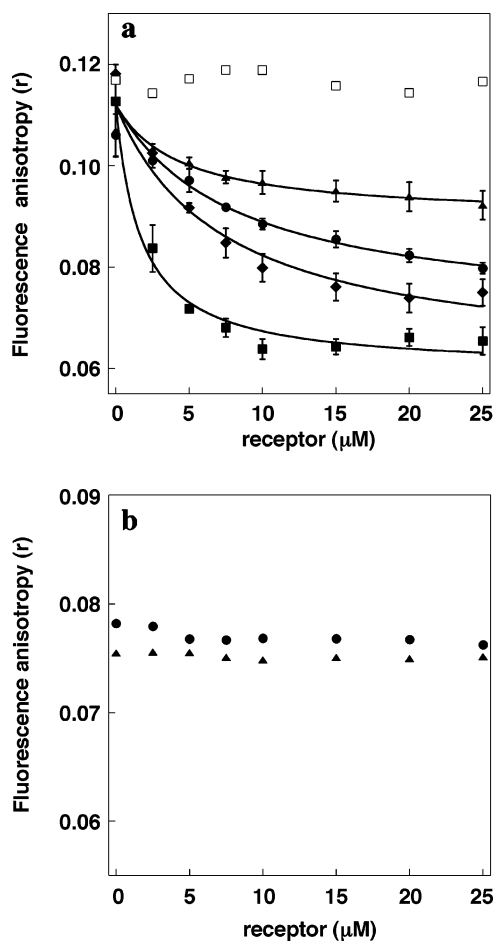 a
0.12
0.10
0.08
0.06
Fluorescence anisotropy (r)
0 5 10 15 20 25
receptor (μM)
b
0.09
0.08
0.07
0.06
Fluorescence anisotropy (r)
0 5 10 15 20 25
receptor (μM)